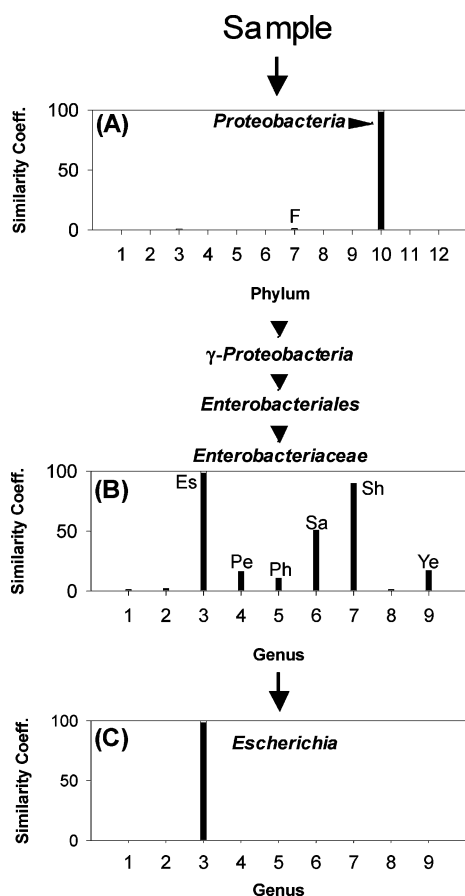 Sample
(A)
Proteobacteria
Similarity Coeff.
100
50
0
F
1 2 3 4 5 6 7 8 9 10 11 12
Phylum
γ-Proteobacteria
Enterobacteriales
Enterobacteriaceae
(B)
Similarity Coeff.
100
50
0
Es
Pe
Ph
Sa
Sh
Ye
1 2 3 4 5 6 7 8 9
Genus
(C)
Escherichia
Similarity Coeff.
100
50
0
1 2 3 4 5 6 7 8 9
Genus